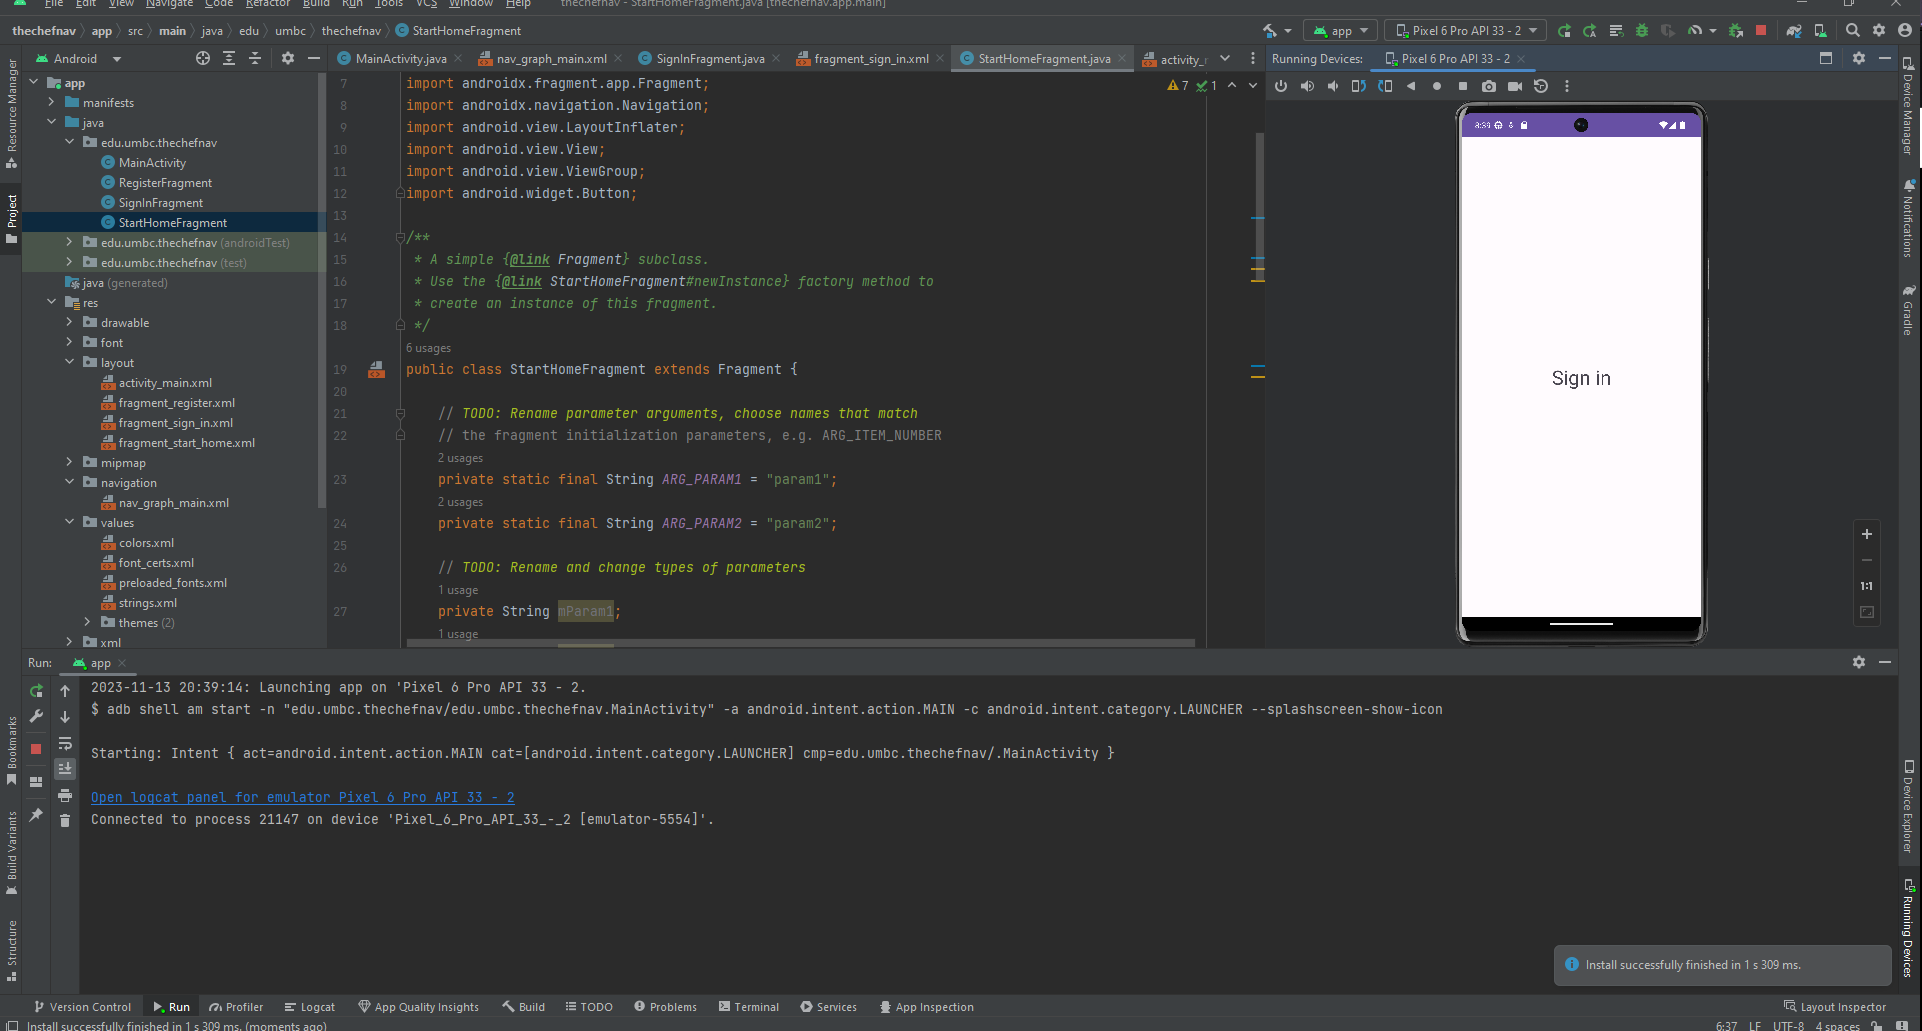 File Edit View Navigate Code Refactor Build Run Tools VCS Window Help thechefnav - StartHomeFragment.java [thechefnav.app.main]
thechefnav app src main java edu umbc thechefnav StartHomeFragment
app Pixel 6 Pro API 33 - 2
Android
MainActivity.java nav_graph_main.xml SignInFragment.java fragment_sign_in.xml StartHomeFragment.java
Running Devices: Pixel 6 Pro API 33 - 2
Resource Manager
Project
Bookmarks
Build Variants
Structure
app
manifests
java
edu.umbc.thechefnav
MainActivity
RegisterFragment
SignInFragment
StartHomeFragment
edu.umbc.thechefnav (androidTest)
edu.umbc.thechefnav (test)
java (generated)
res
drawable
font
layout
activity_main.xml
fragment_register.xml
fragment_sign_in.xml
fragment_start_home.xml
mipmap
navigation
nav_graph_main.xml
values
colors.xml
font_certs.xml
preloaded_fonts.xml
strings.xml
themes (2)
xml
7 1
7 import androidx.fragment.app.Fragment;
8 import androidx.navigation.Navigation;
9 import android.view.LayoutInflater;
10 import android.view.View;
11 import android.view.ViewGroup;
12 import android.widget.Button;
13
14 /**
15 * A simple {@link Fragment} subclass.
16 * Use the {@link StartHomeFragment#newInstance} factory method to
17 * create an instance of this fragment.
18 */
6 usages
19 public class StartHomeFragment extends Fragment {
20
21 // TODO: Rename parameter arguments, choose names that match
22 // the fragment initialization parameters, e.g. ARG_ITEM_NUMBER
2 usages
23 private static final String ARG_PARAM1 = "param1";
2 usages
24 private static final String ARG_PARAM2 = "param2";
25
26 // TODO: Rename and change types of parameters
1 usage
27 private String mParam1;
1 usage
8:39
Sign in
1:1
Device Manager
Notifications
Gradle
Device Explorer
Running Devices
Run: app
2023-11-13 20:39:14: Launching app on 'Pixel 6 Pro API 33 - 2.
$ adb shell am start -n "edu.umbc.thechefnav/edu.umbc.thechefnav.MainActivity" -a android.intent.action.MAIN -c android.intent.category.LAUNCHER --splashscreen-show-icon
Starting: Intent { act=android.intent.action.MAIN cat=[android.intent.category.LAUNCHER] cmp=edu.umbc.thechefnav/.MainActivity }
Open logcat panel for emulator Pixel 6 Pro API 33 - 2
Connected to process 21147 on device 'Pixel_6_Pro_API_33_-_2 [emulator-5554]'.
Install successfully finished in 1 s 309 ms.
Version Control Run Profiler Logcat App Quality Insights Build TODO Problems Terminal Services App Inspection Layout Inspector
Install successfully finished in 1 s 309 ms. (moments ago) 6:37 LF UTF-8 4 spaces